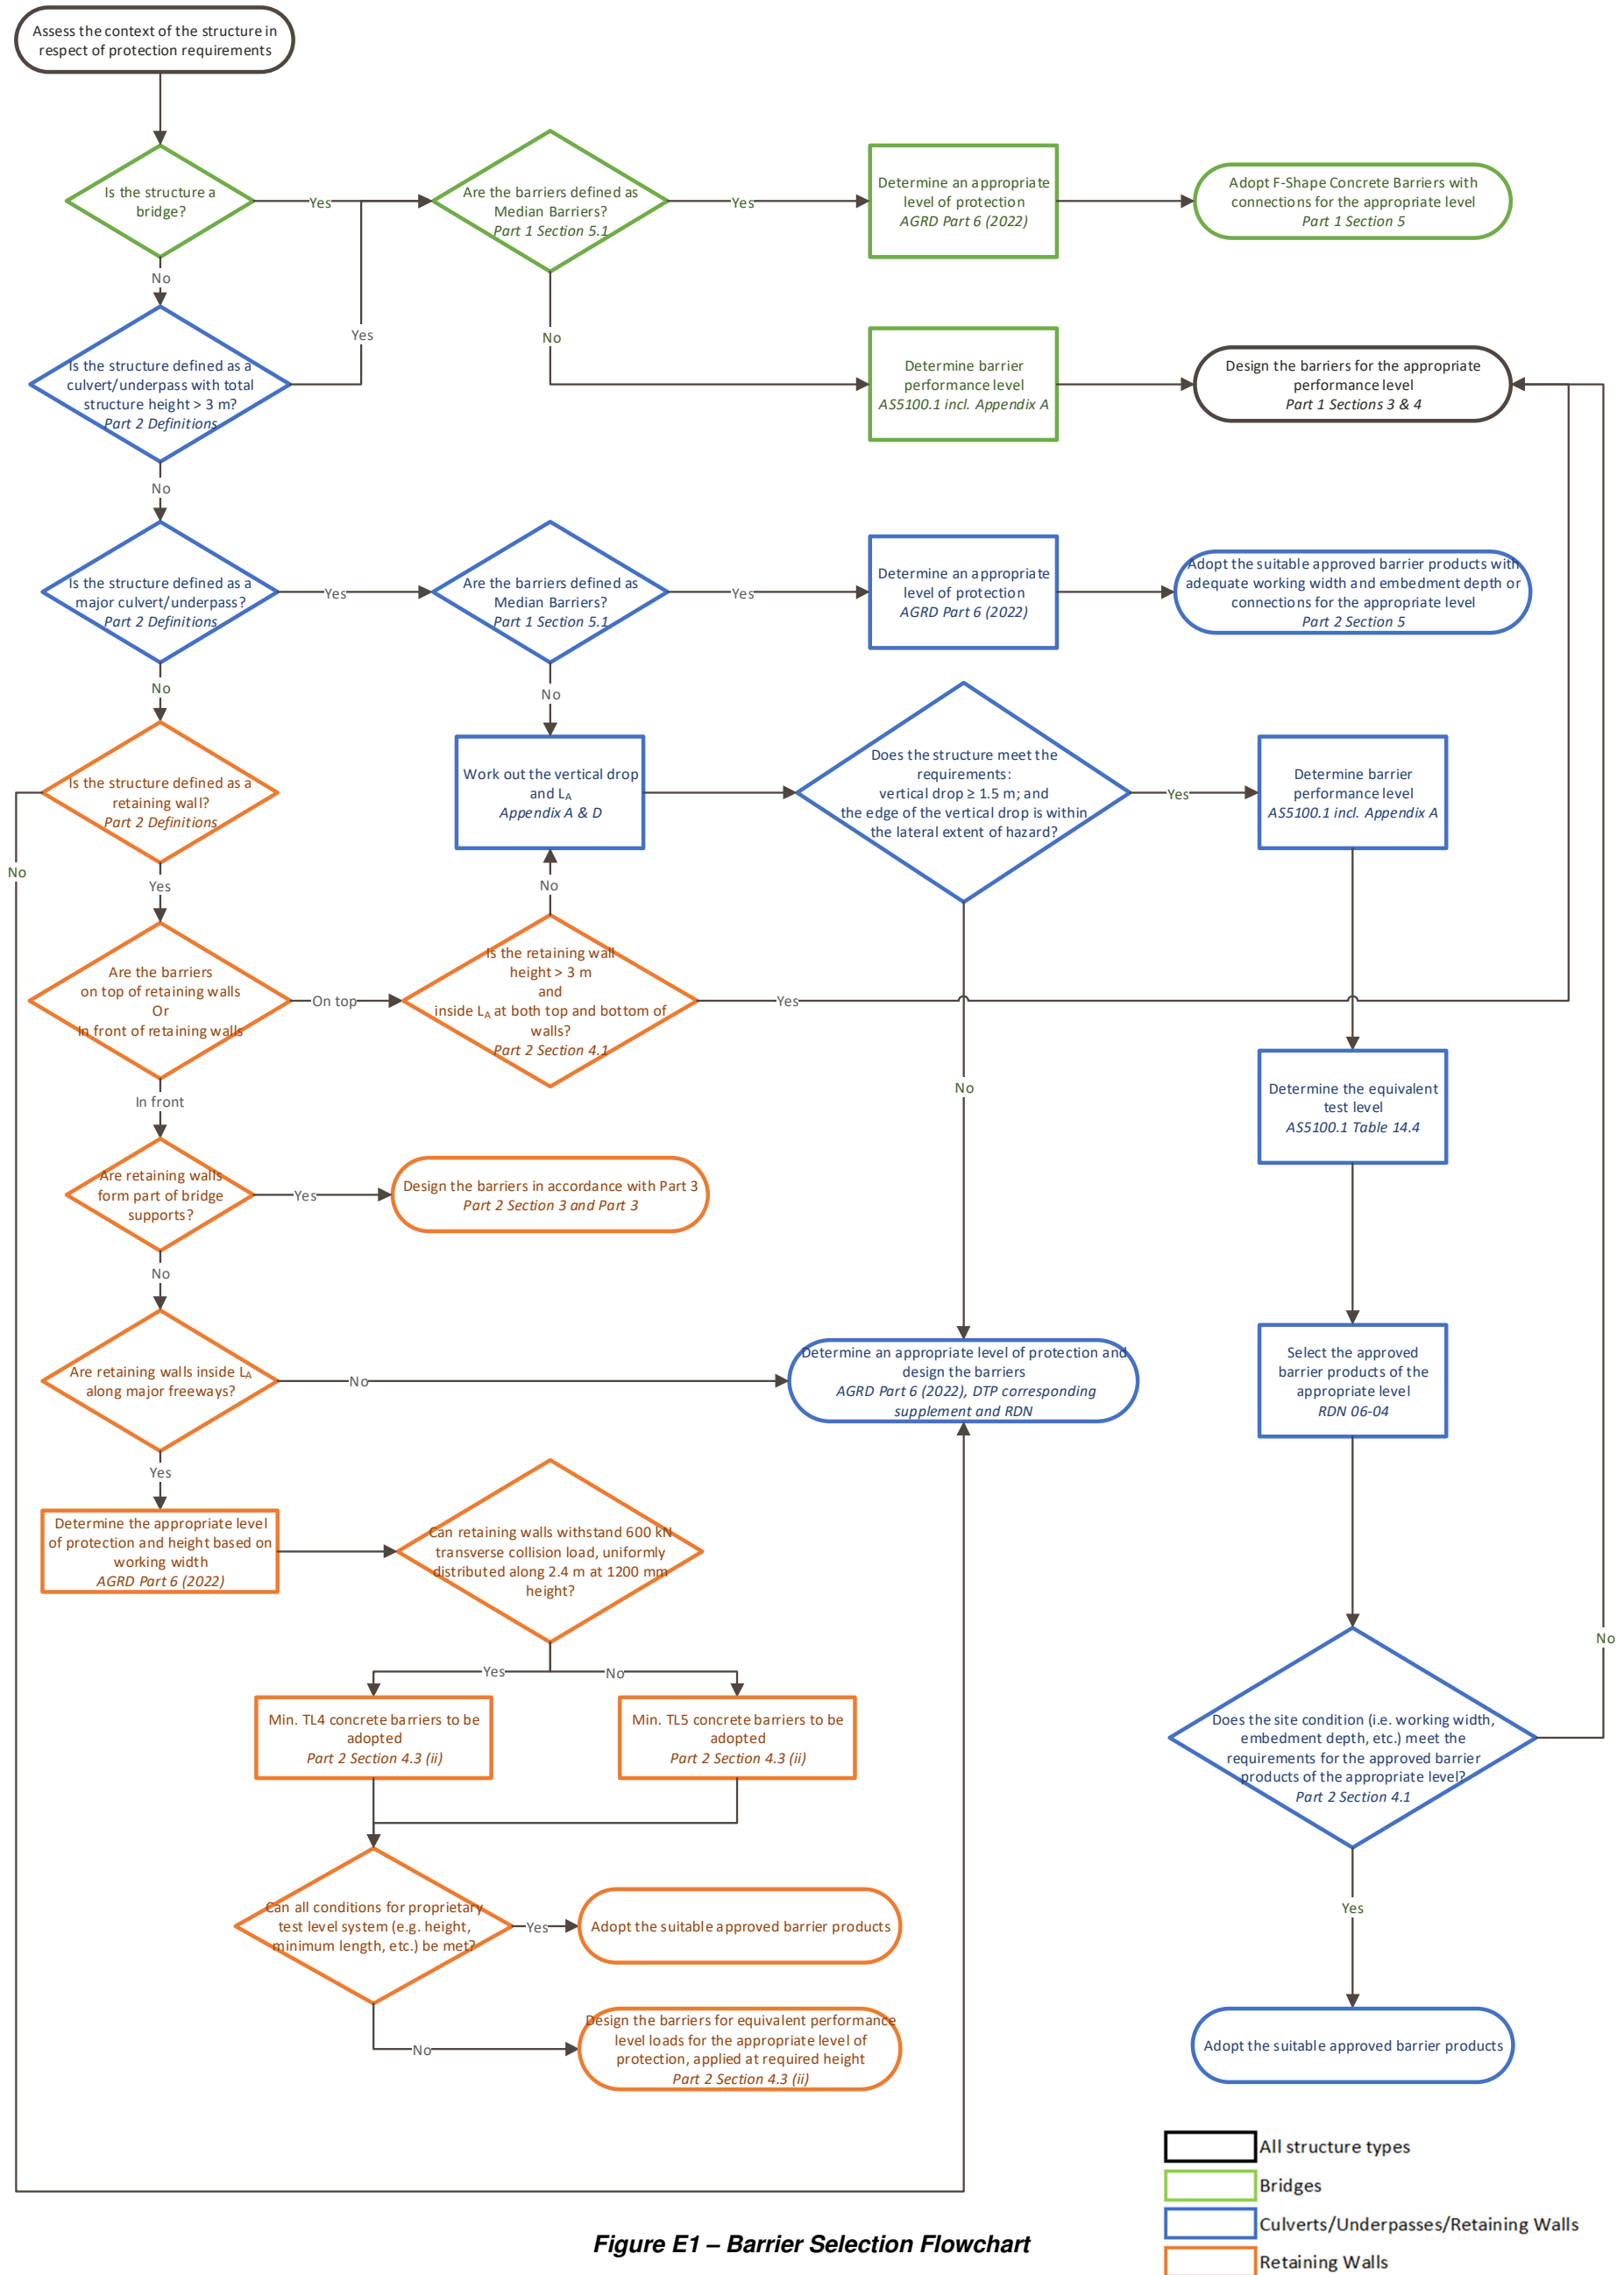 Assess the context of the structure in
respect of protection requirements
Is the structure a
bridge?
Yes
Are the barriers defined as
Median Barriers?
Part 1 Section 5.1
Yes
Determine an appropriate
level of protection
AGRD Part 6 (2022)
Adopt F-Shape Concrete Barriers with
connections for the appropriate level
Part 1 Section 5
No
Yes
No
Is the structure defined as a
culvert/underpass with total
structure height > 3 m?
Part 2 Definitions
Determine barrier
performance level
AS5100.1 incl. Appendix A
Design the barriers for the appropriate
performance level
Part 1 Sections 3 & 4
No
Is the structure defined as a
major culvert/underpass?
Part 2 Definitions
Yes
Are the barriers defined as
Median Barriers?
Part 1 Section 5.1
Yes
Determine an appropriate
level of protection
AGRD Part 6 (2022)
Adopt the suitable approved barrier products with
adequate working width and embedment depth or
connections for the appropriate level
Part 2 Section 5
No
No
Is the structure defined as a
retaining wall?
Part 2 Definitions
Work out the vertical drop
and LA
Appendix A & D
Does the structure meet the
requirements:
vertical drop ≥ 1.5 m; and
the edge of the vertical drop is within
the lateral extent of hazard?
Yes
Determine barrier
performance level
AS5100.1 incl. Appendix A
No
Yes
No
Are the barriers
on top of retaining walls
Or
In front of retaining walls
On top
Is the retaining wall
height > 3 m
and
inside LA at both top and bottom of
walls?
Part 2 Section 4.1
Yes
No
Determine the equivalent
test level
AS5100.1 Table 14.4
In front
Are retaining walls
form part of bridge
supports?
Yes
Design the barriers in accordance with Part 3
Part 2 Section 3 and Part 3
No
Are retaining walls inside LA
along major freeways?
No
Determine an appropriate level of protection and
design the barriers
AGRD Part 6 (2022), DTP corresponding
supplement and RDN
Select the approved
barrier products of the
appropriate level
RDN 06-04
Yes
Determine the appropriate level
of protection and height based on
working width
AGRD Part 6 (2022)
Can retaining walls withstand 600 kN
transverse collision load, uniformly
distributed along 2.4 m at 1200 mm
height?
No
Yes
No
Min. TL4 concrete barriers to be
adopted
Part 2 Section 4.3 (ii)
Min. TL5 concrete barriers to be
adopted
Part 2 Section 4.3 (ii)
Does the site condition (i.e. working width,
embedment depth, etc.) meet the
requirements for the approved barrier
products of the appropriate level?
Part 2 Section 4.1
Can all conditions for proprietary
test level system (e.g. height,
minimum length, etc.) be met?
Yes
Adopt the suitable approved barrier products
Yes
No
Design the barriers for equivalent performance
level loads for the appropriate level of
protection, applied at required height
Part 2 Section 4.3 (ii)
Adopt the suitable approved barrier products
All structure types
Bridges
Culverts/Underpasses/Retaining Walls
Retaining Walls
Figure E1 – Barrier Selection Flowchart